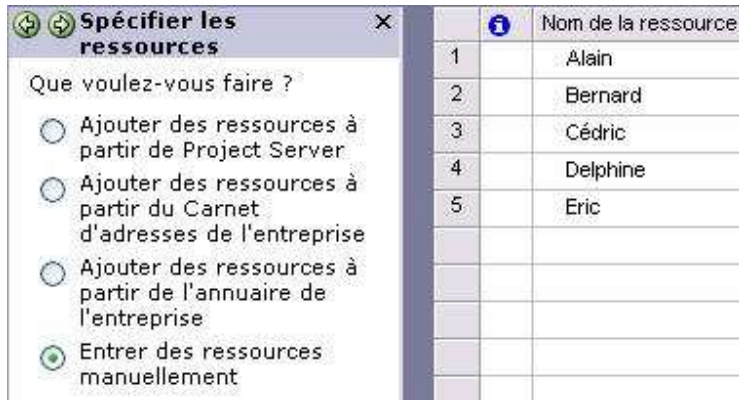 Spécifier les
ressources
Que voulez-vous faire ?
Ajouter des ressources à
partir de Project Server
Ajouter des ressources à
partir du Carnet
d'adresses de l'entreprise
Ajouter des ressources à
partir de l'annuaire de
l'entreprise
Entrer des ressources
manuellement
Nom de la ressource
1 Alain
2 Bernard
3 Cédric
4 Delphine
5 Eric